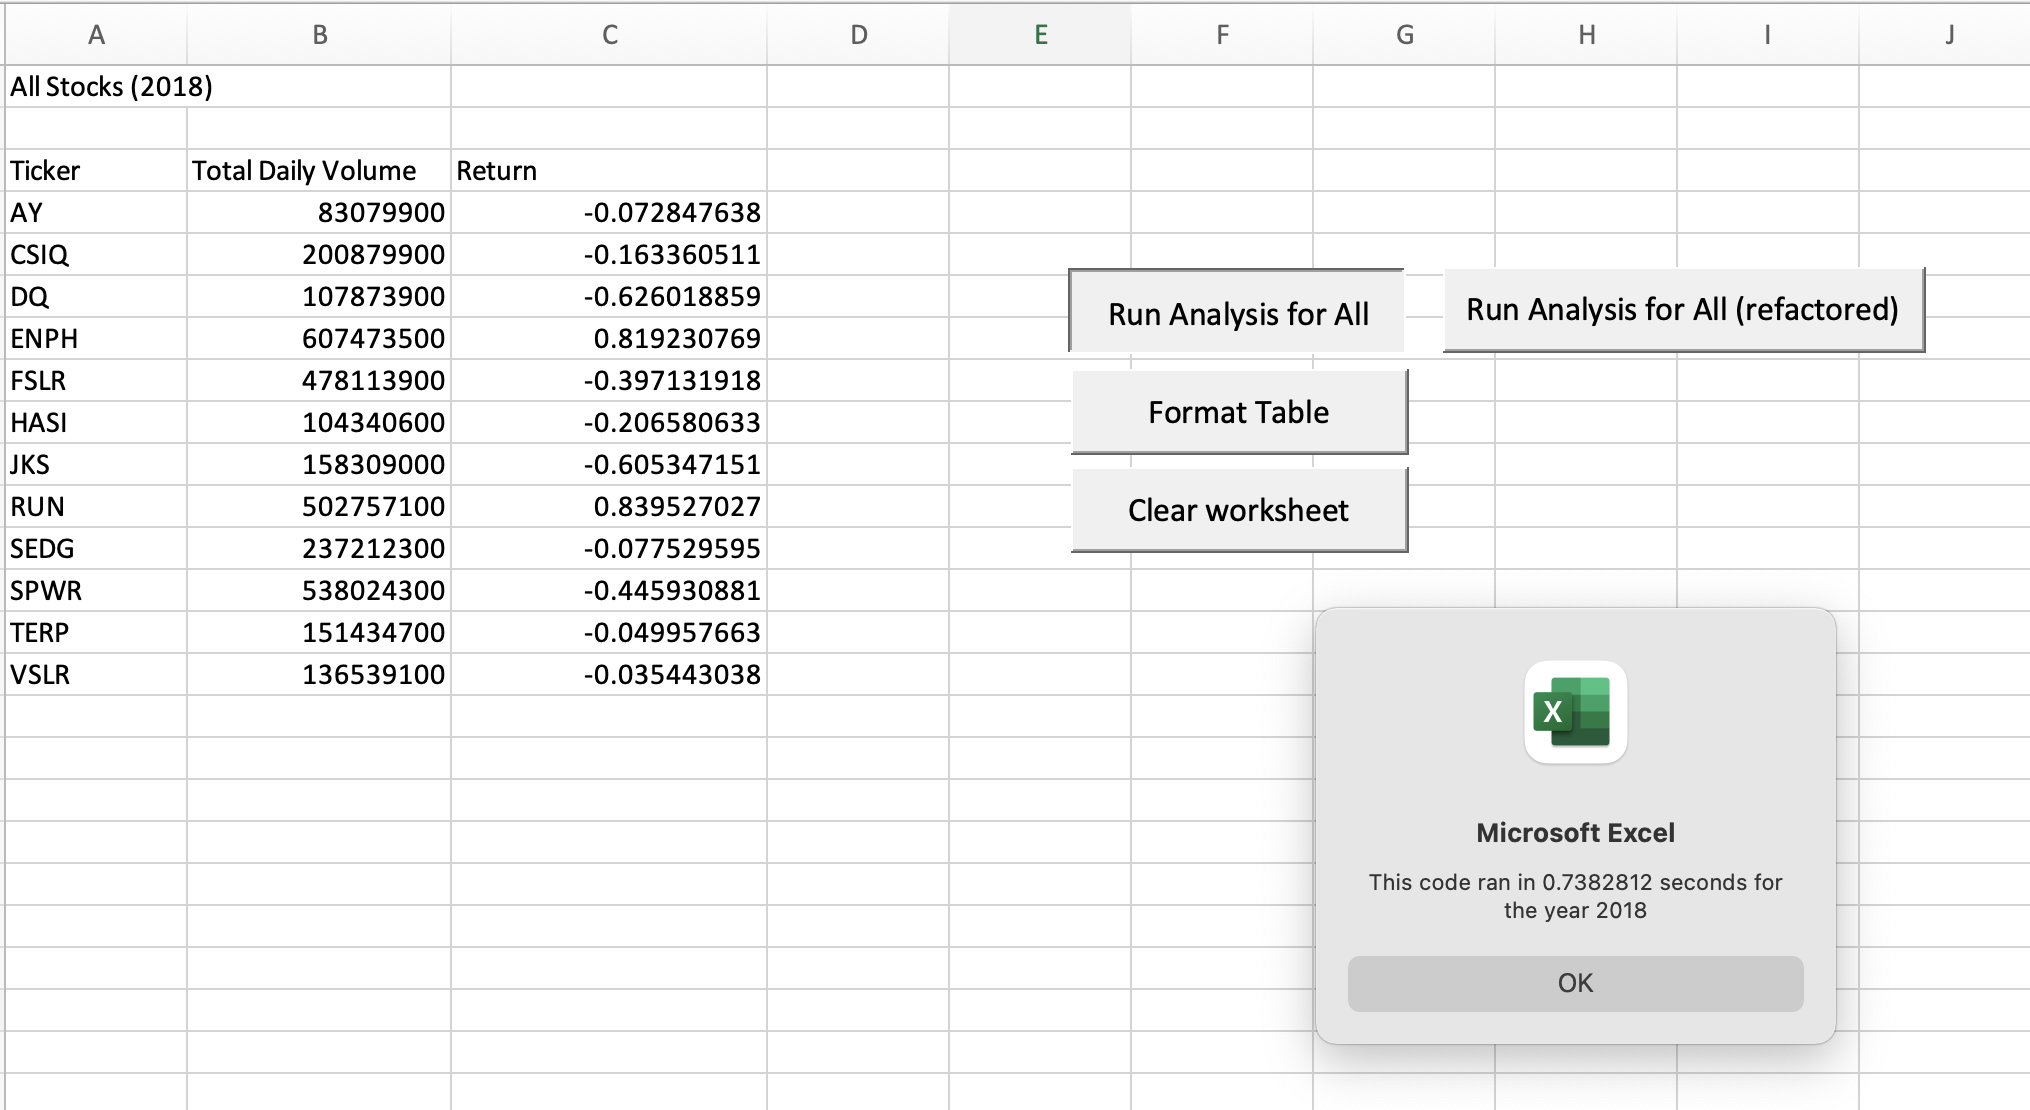 A B C D E F G H I J
All Stocks (2018)
Ticker Total Daily Volume Return
AY 83079900 -0.072847638
CSIQ 200879900 -0.163360511
DQ 107873900 -0.626018859
ENPH 607473500 0.819230769
FSLR 478113900 -0.397131918
HASI 104340600 -0.206580633
JKS 158309000 -0.605347151
RUN 502757100 0.839527027
SEDG 237212300 -0.077529595
SPWR 538024300 -0.445930881
TERP 151434700 -0.049957663
VSLR 136539100 -0.035443038
Run Analysis for All
Run Analysis for All (refactored)
Format Table
Clear worksheet
X
Microsoft Excel
This code ran in 0.7382812 seconds for
the year 2018
OK